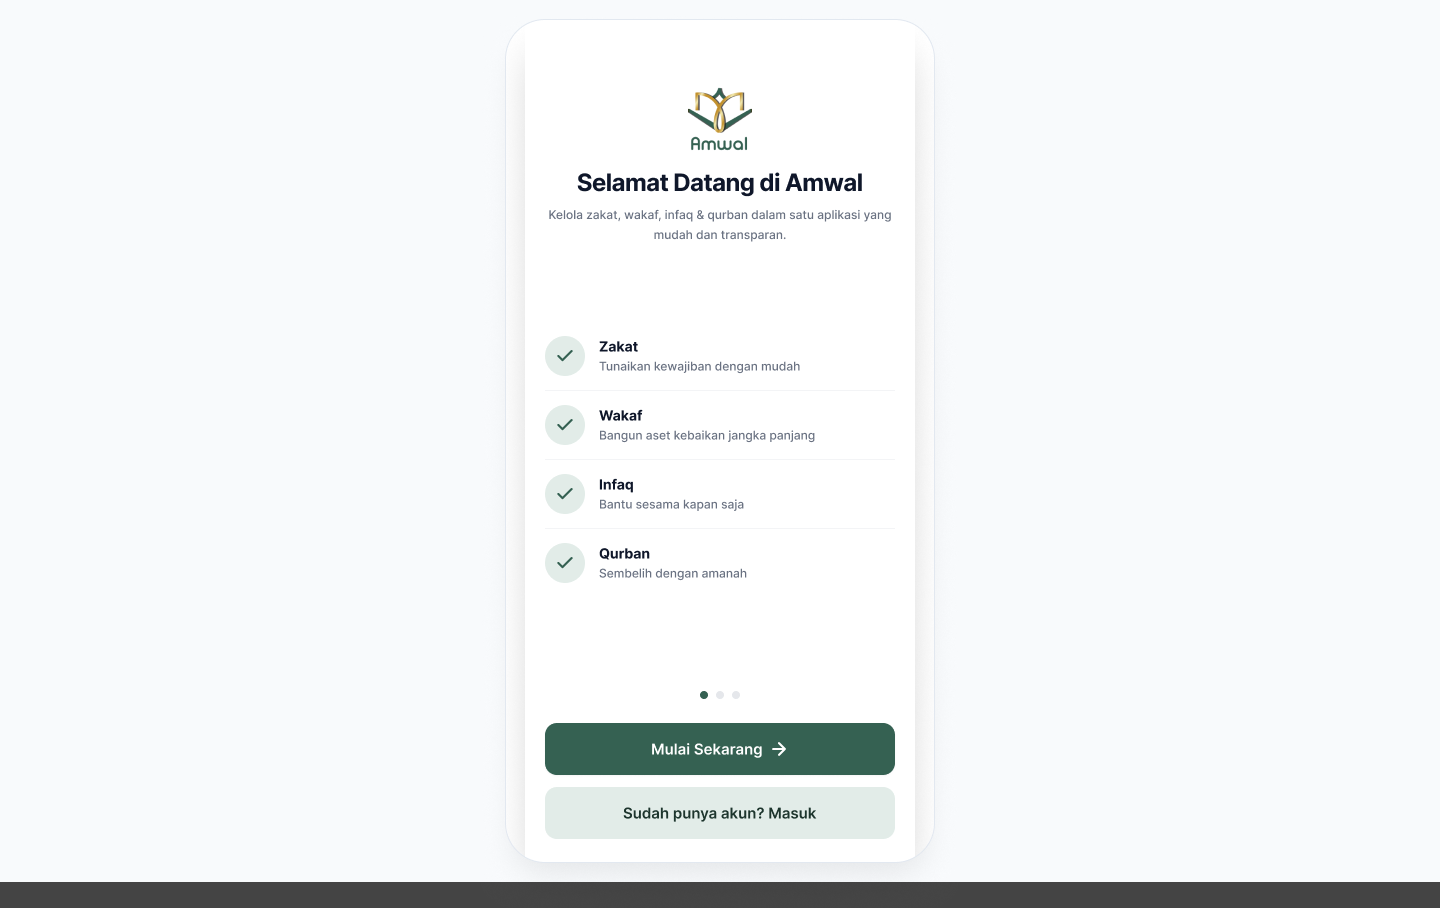 Amwal
Selamat Datang di Amwal
Kelola zakat, wakaf, infaq & qurban dalam satu aplikasi yang
mudah dan transparan.
Zakat
Tunaikan kewajiban dengan mudah
Wakaf
Bangun aset kebaikan jangka panjang
Infaq
Bantu sesama kapan saja
Qurban
Sembelih dengan amanah
Mulai Sekarang
Sudah punya akun? Masuk